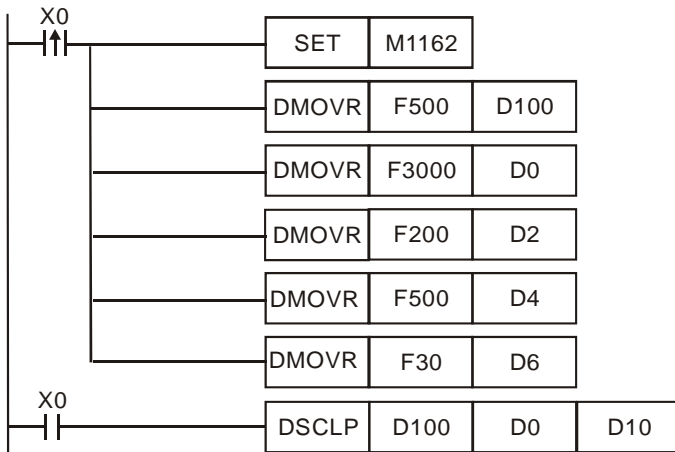 X0
SET M1162
DMOVR F500 D100
DMOVR F3000 D0
DMOVR F200 D2
DMOVR F500 D4
DMOVR F30 D6
X0
DSCLP D100 D0 D10